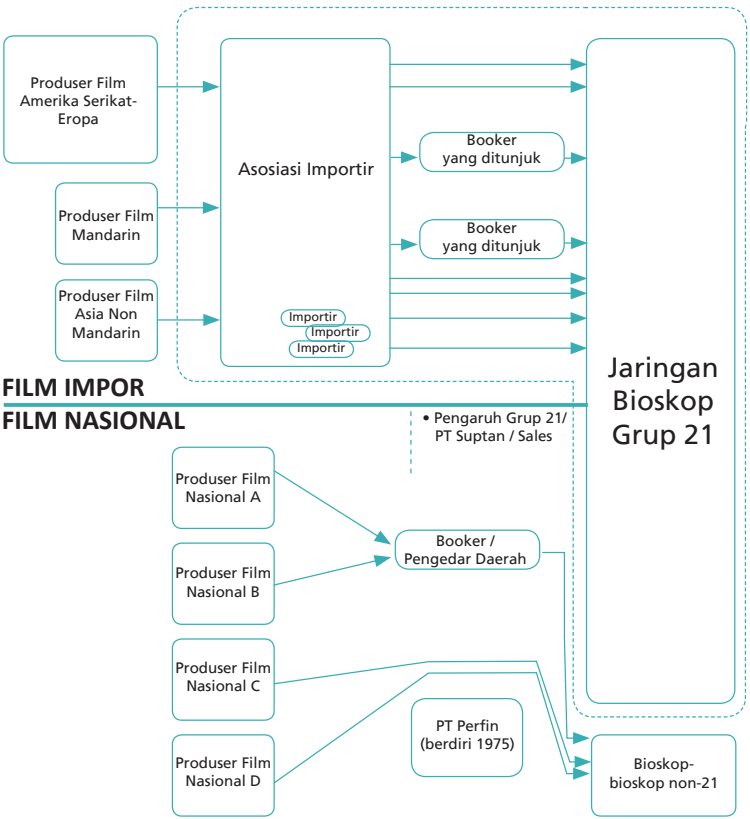 Produser Film
Amerika Serikat-
Eropa
Produser Film
Mandarin
Produser Film
Asia Non
Mandarin
Asosiasi Importir
Importir
Importir
Importir
Booker
yang ditunjuk
Booker
yang ditunjuk
Jaringan
Bioskop
Grup 21
FILM IMPOR
FILM NASIONAL
• Pengaruh Grup 21/
PT Suptan / Sales
Produser Film
Nasional A
Produser Film
Nasional B
Produser Film
Nasional C
Produser Film
Nasional D
Booker /
Pengedar Daerah
PT Perfin
(berdiri 1975)
Bioskop-
bioskop non-21